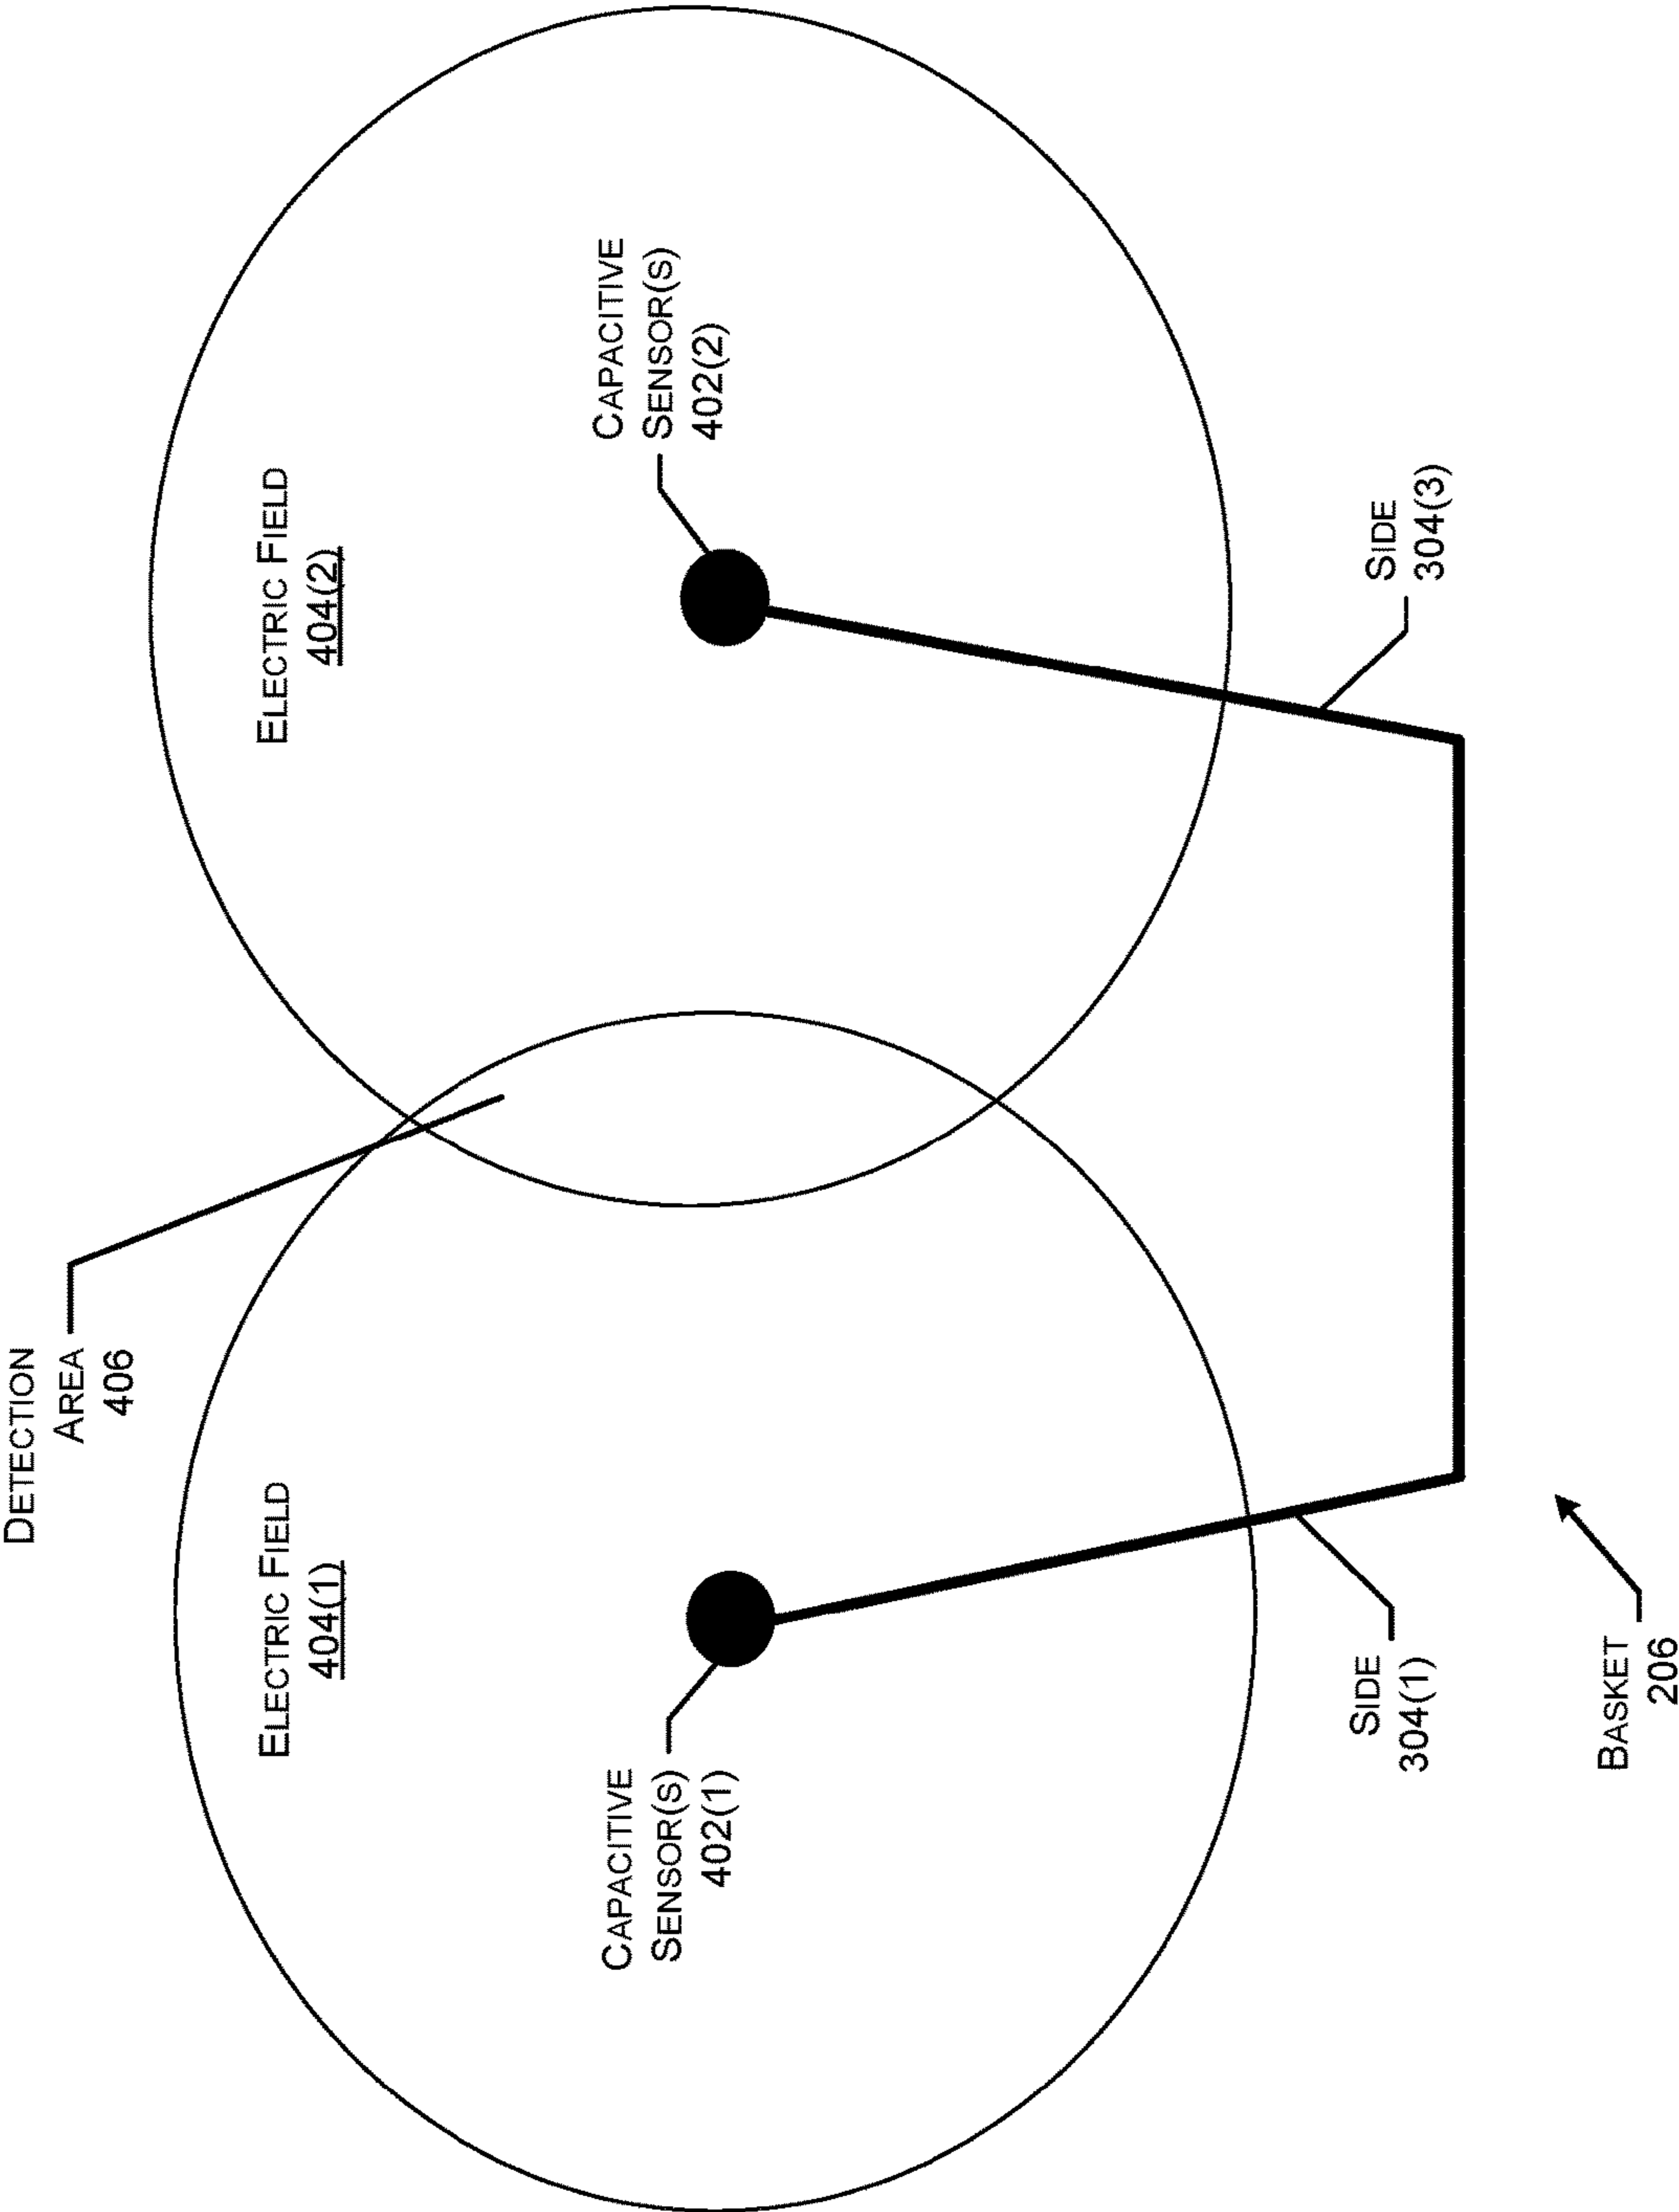 DETECTION
AREA
406
ELECTRIC FIELD
404(1)
ELECTRIC FIELD
404(2)
CAPACITIVE
SENSOR(S)
402(1)
CAPACITIVE
SENSOR(S)
402(2)
SIDE
304(1)
SIDE
304(3)
BASKET
206